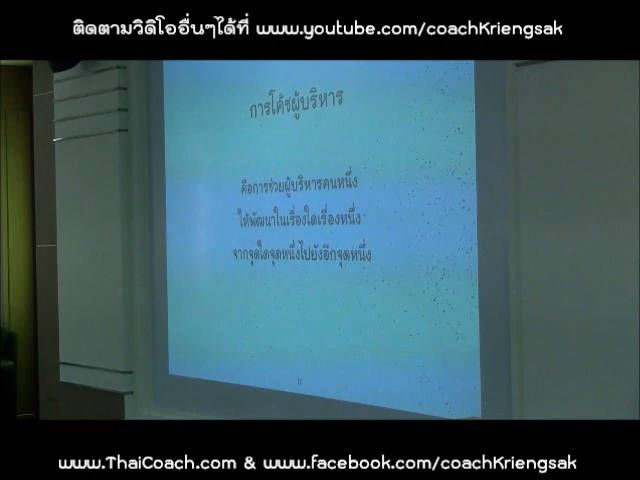 ติดตามวิดิโออื่นๆได้ที่ www.youtube.com/coachKriengsak
การโค้ชผู้บริหาร
คือการช่วยผู้บริหารคนหนึ่ง
ให้พัฒนาในเรื่องใดเรื่องหนึ่ง
จากจุดใดจุดหนึ่งไปยังอีกจุดหนึ่ง
11
www.ThaiCoach.com & www.facebook.com/coachKriengsak